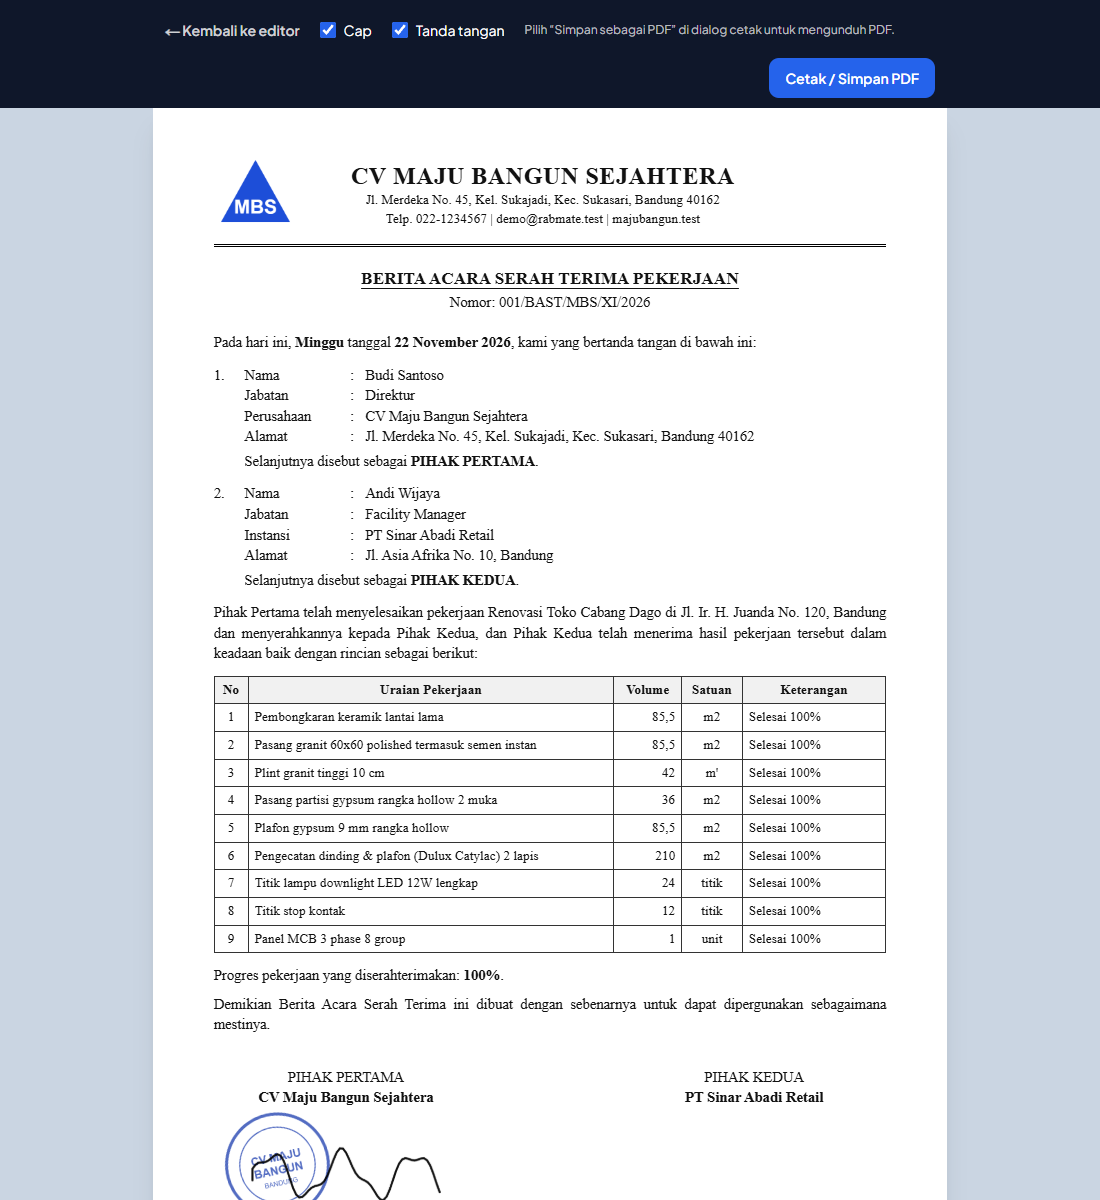 ← Kembali ke editor Cap Tanda tangan Pilih "Simpan sebagai PDF" di dialog cetak untuk mengunduh PDF.
Cetak / Simpan PDF
MBS
CV MAJU BANGUN SEJAHTERA
Jl. Merdeka No. 45, Kel. Sukajadi, Kec. Sukasari, Bandung 40162
Telp. 022-1234567 | demo@rabmate.test | majubangun.test
BERITA ACARA SERAH TERIMA PEKERJAAN
Nomor: 001/BAST/MBS/XI/2026
Pada hari ini, Minggu tanggal 22 November 2026, kami yang bertanda tangan di bawah ini:
1. Nama : Budi Santoso
Jabatan : Direktur
Perusahaan : CV Maju Bangun Sejahtera
Alamat : Jl. Merdeka No. 45, Kel. Sukajadi, Kec. Sukasari, Bandung 40162
Selanjutnya disebut sebagai PIHAK PERTAMA.
2. Nama : Andi Wijaya
Jabatan : Facility Manager
Instansi : PT Sinar Abadi Retail
Alamat : Jl. Asia Afrika No. 10, Bandung
Selanjutnya disebut sebagai PIHAK KEDUA.
Pihak Pertama telah menyelesaikan pekerjaan Renovasi Toko Cabang Dago di Jl. Ir. H. Juanda No. 120, Bandung
dan menyerahkannya kepada Pihak Kedua, dan Pihak Kedua telah menerima hasil pekerjaan tersebut dalam
keadaan baik dengan rincian sebagai berikut:
No Uraian Pekerjaan Volume Satuan Keterangan
1 Pembongkaran keramik lantai lama 85,5 m2 Selesai 100%
2 Pasang granit 60x60 polished termasuk semen instan 85,5 m2 Selesai 100%
3 Plint granit tinggi 10 cm 42 m' Selesai 100%
4 Pasang partisi gypsum rangka hollow 2 muka 36 m2 Selesai 100%
5 Plafon gypsum 9 mm rangka hollow 85,5 m2 Selesai 100%
6 Pengecatan dinding & plafon (Dulux Catylac) 2 lapis 210 m2 Selesai 100%
7 Titik lampu downlight LED 12W lengkap 24 titik Selesai 100%
8 Titik stop kontak 12 titik Selesai 100%
9 Panel MCB 3 phase 8 group 1 unit Selesai 100%
Progres pekerjaan yang diserahterimakan: 100%.
Demikian Berita Acara Serah Terima ini dibuat dengan sebenarnya untuk dapat dipergunakan sebagaimana
mestinya.
PIHAK PERTAMA PIHAK KEDUA
CV Maju Bangun Sejahtera PT Sinar Abadi Retail
CV MAJU
BANGUN
BANDUNG